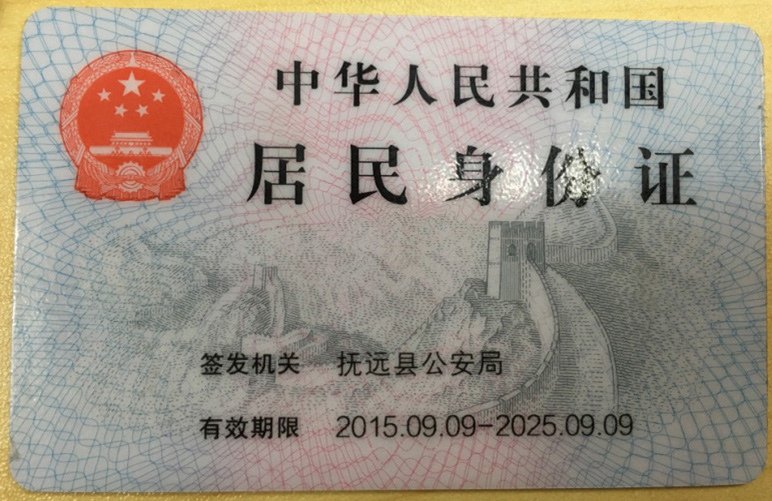 中华人民共和国
居民身份证
签发机关 抚远县公安局
有效期限 2015.09.09-2025.09.09